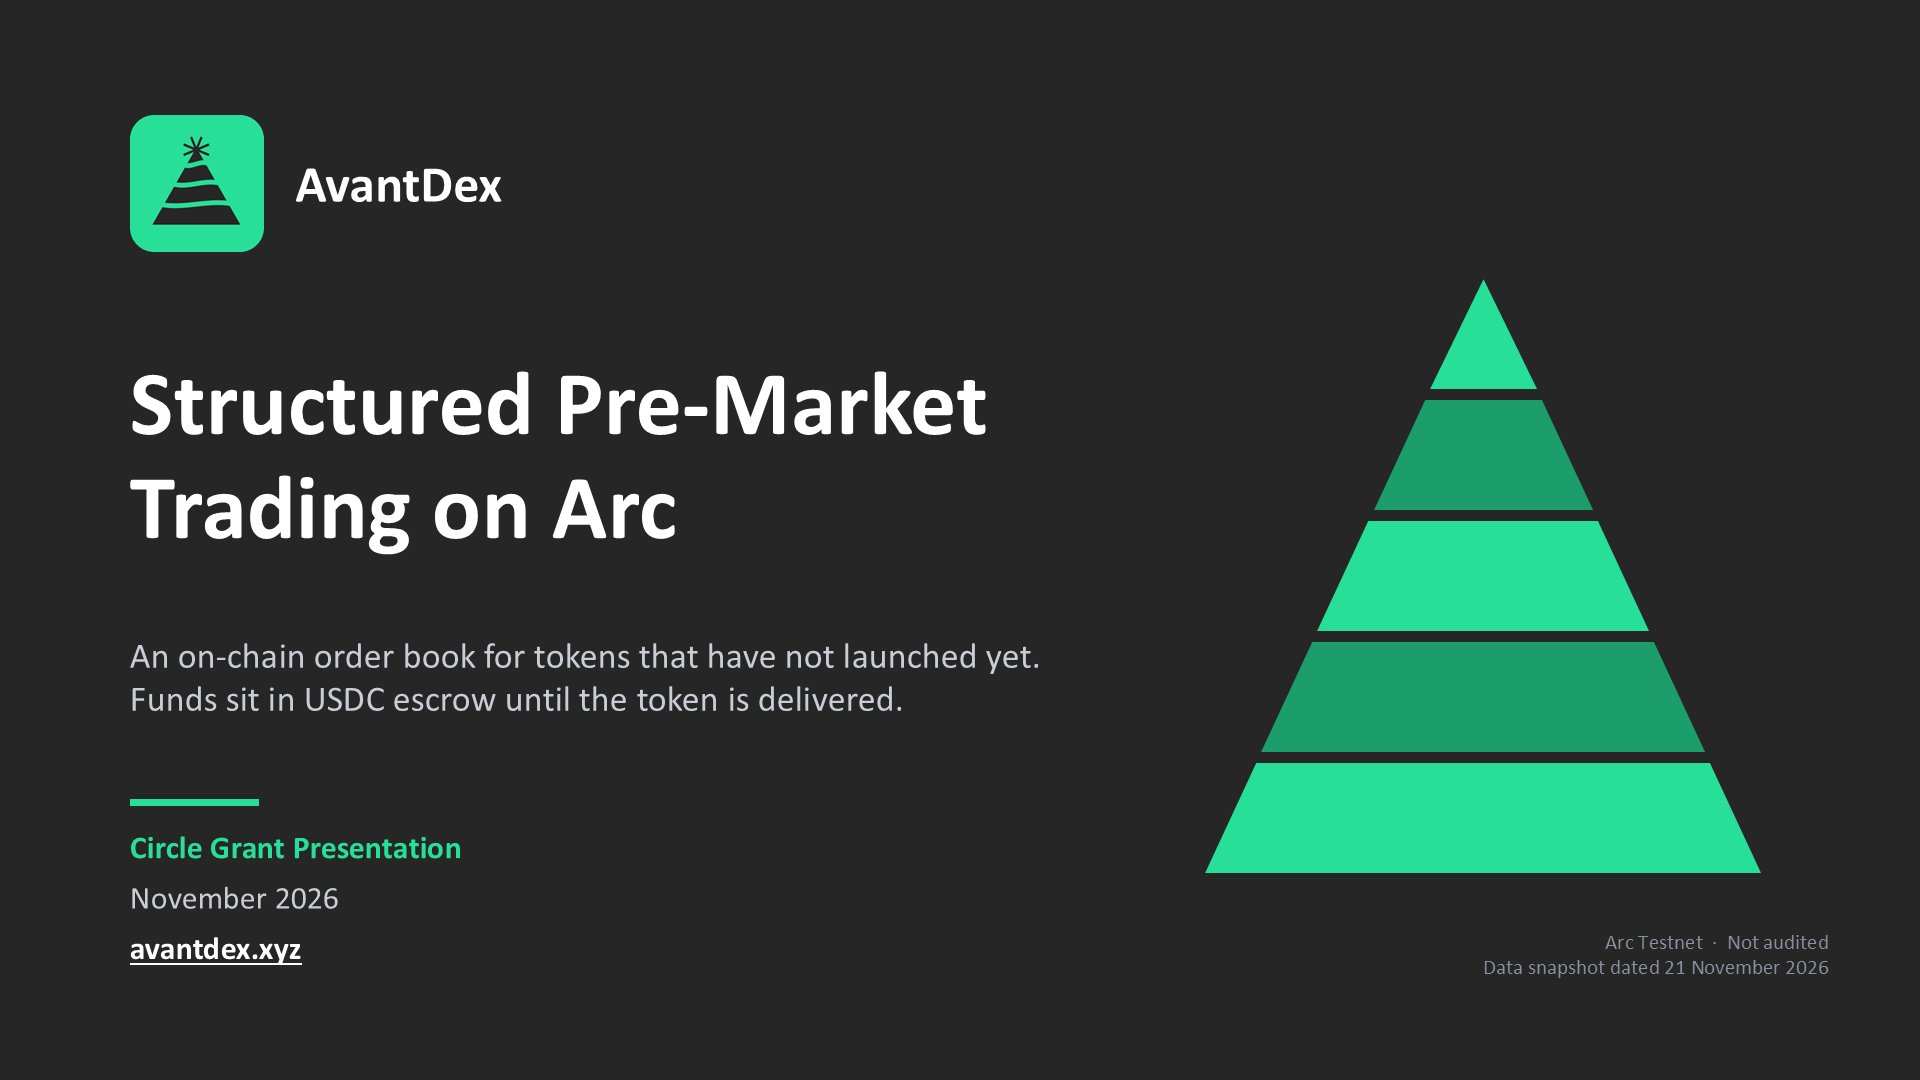 AvantDex
Structured Pre-Market
Trading on Arc
An on-chain order book for tokens that have not launched yet.
Funds sit in USDC escrow until the token is delivered.
Circle Grant Presentation
November 2026
avantdex.xyz
Arc Testnet · Not audited
Data snapshot dated 21 November 2026